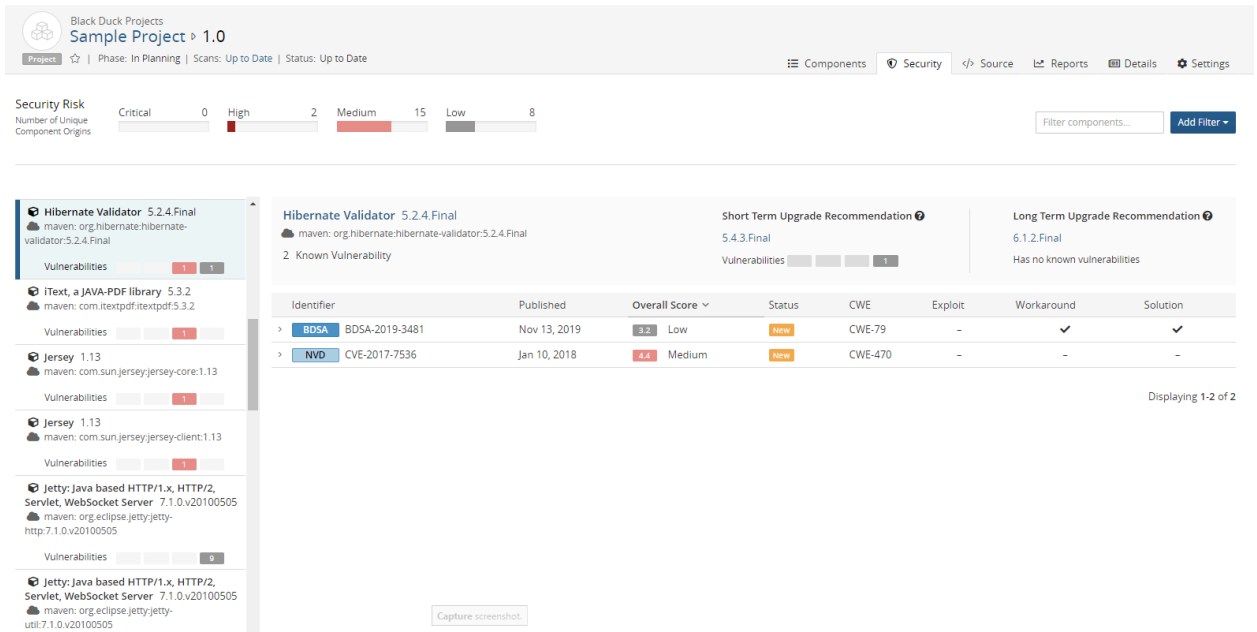 Black Duck Projects
Sample Project ▹ 1.0
Project | Phase: In Planning | Scans: Up to Date | Status: Up to Date
Components Security </> Source Reports Details Settings
Security Risk
Number of Unique
Component Origins
Critical 0 High 2 Medium 15 Low 8
Filter components... Add Filter
Hibernate Validator 5.2.4.Final
maven: org.hibernate:hibernate-
validator:5.2.4.Final
Vulnerabilities 1 1
iText, a JAVA-PDF library 5.3.2
maven: com.itextpdf:itextpdf:5.3.2
Vulnerabilities 1
Jersey 1.13
maven: com.sun.jersey:jersey-core:1.13
Vulnerabilities 1
Jersey 1.13
maven: com.sun.jersey:jersey-client:1.13
Vulnerabilities 1
Jetty: Java based HTTP/1.x, HTTP/2,
Servlet, WebSocket Server 7.1.0.v20100505
maven: org.eclipse.jetty:jetty-
http:7.1.0.v20100505
Vulnerabilities 9
Jetty: Java based HTTP/1.x, HTTP/2,
Servlet, WebSocket Server 7.1.0.v20100505
maven: org.eclipse.jetty:jetty-
util:7.1.0.v20100505
Hibernate Validator 5.2.4.Final
maven: org.hibernate:hibernate-validator:5.2.4.Final
2 Known Vulnerability
Short Term Upgrade Recommendation
5.4.3.Final
Vulnerabilities 1
Long Term Upgrade Recommendation
6.1.2.Final
Has no known vulnerabilities
Identifier Published Overall Score Status CWE Exploit Workaround Solution
BDSA BDSA-2019-3481 Nov 13, 2019 3.2 Low New CWE-79 – ✓ ✓
NVD CVE-2017-7536 Jan 10, 2018 4.4 Medium New CWE-470 – – –
Displaying 1-2 of 2
Capture screenshot.